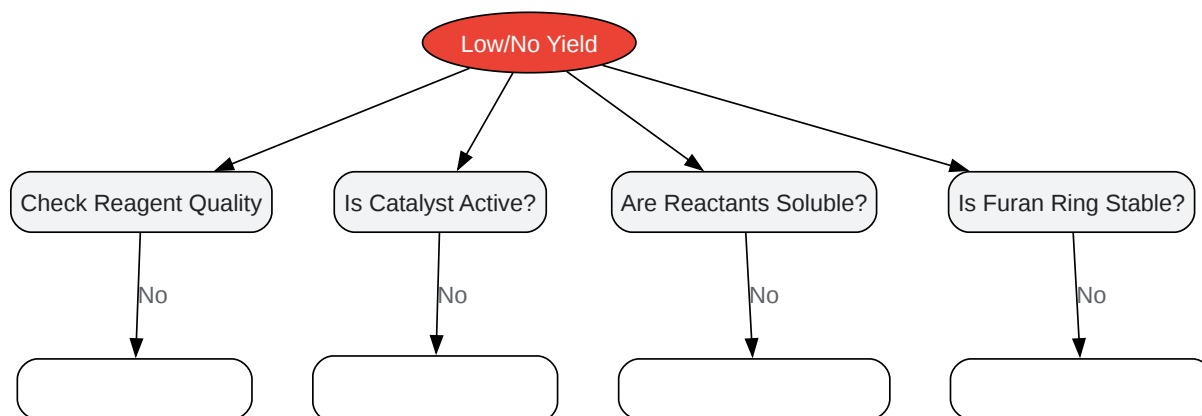 Low/No Yield
Check Reagent Quality
Is Catalyst Active?
Are Reactants Soluble?
Is Furan Ring Stable?
No
No
No
No